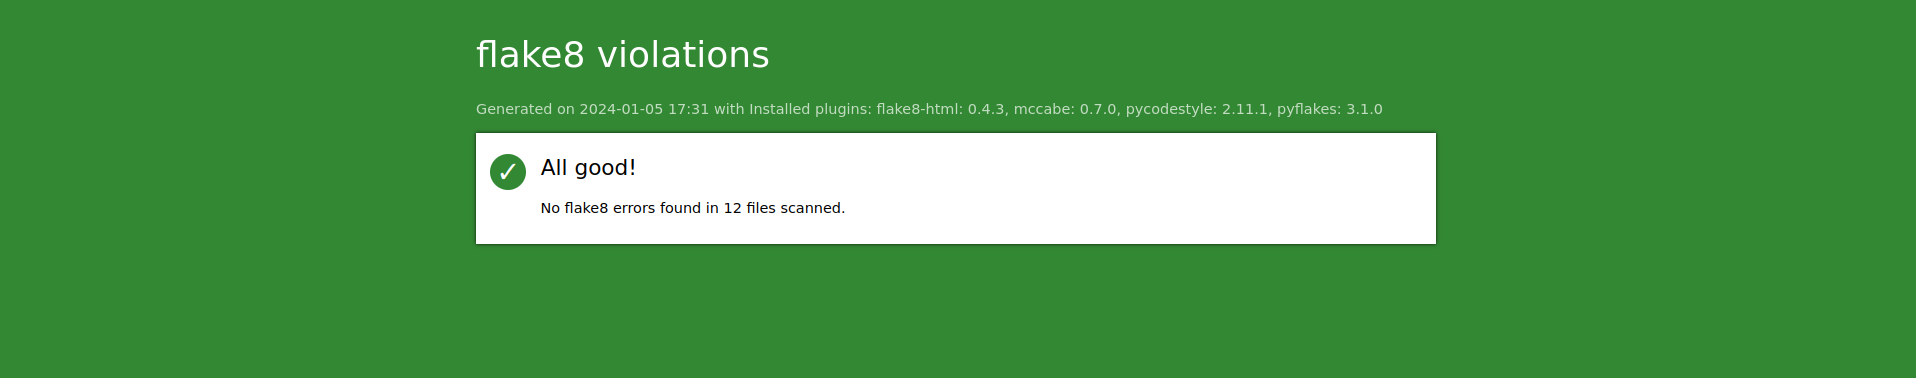 flake8 violations
Generated on 2024-01-05 17:31 with Installed plugins: flake8-html: 0.4.3, mccabe: 0.7.0, pycodestyle: 2.11.1, pyflakes: 3.1.0
✓ All good!
No flake8 errors found in 12 files scanned.